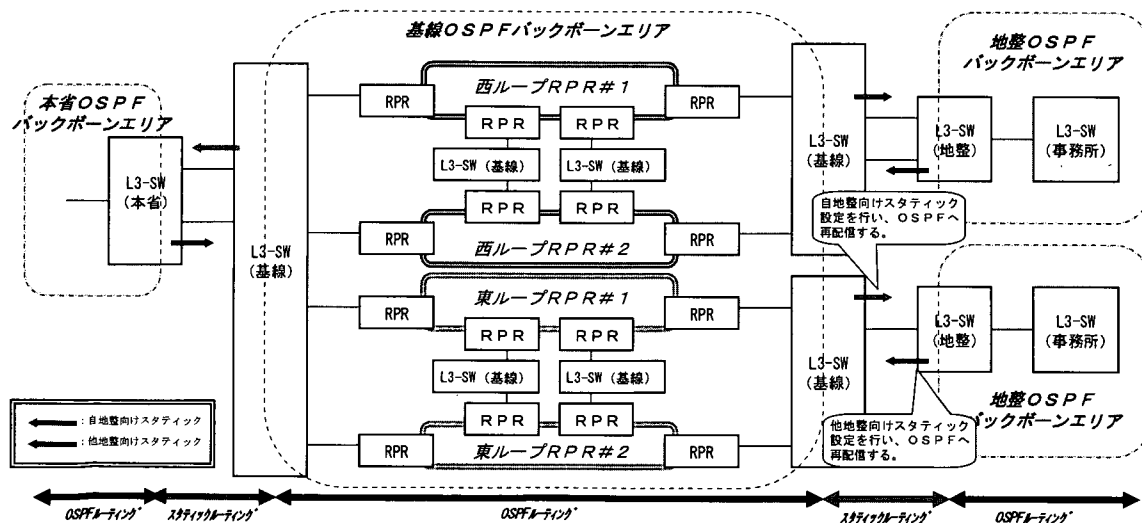 基線OSPFバックボーンエリア
地整OSPF
バックボーンエリア
本省OSPF
バックボーンエリア
RPR
西ループRPR#1
RPR
RPR
RPR
L3-SW(基線)
L3-SW(基線)
RPR
RPR
RPR
西ループRPR#2
RPR
L3-SW
(本省)
L3-SW
(基線)
L3-SW
(基線)
L3-SW
(地整)
L3-SW
(事務所)
自地整向けスタティック
設定を行い、OSPFへ
再配信する。
RPR
東ループRPR#1
RPR
RPR
RPR
L3-SW(基線)
L3-SW(基線)
RPR
RPR
RPR
東ループRPR#2
RPR
L3-SW
(基線)
L3-SW
(地整)
L3-SW
(事務所)
地整OSPF
バックボーンエリア
他地整向けスタティック
設定を行い、OSPFへ
再配信する。
:自地整向けスタティック
:他地整向けスタティック
OSPFルーティング
スタティックルーティング
OSPFルーティング
スタティックルーティング
OSPFルーティング